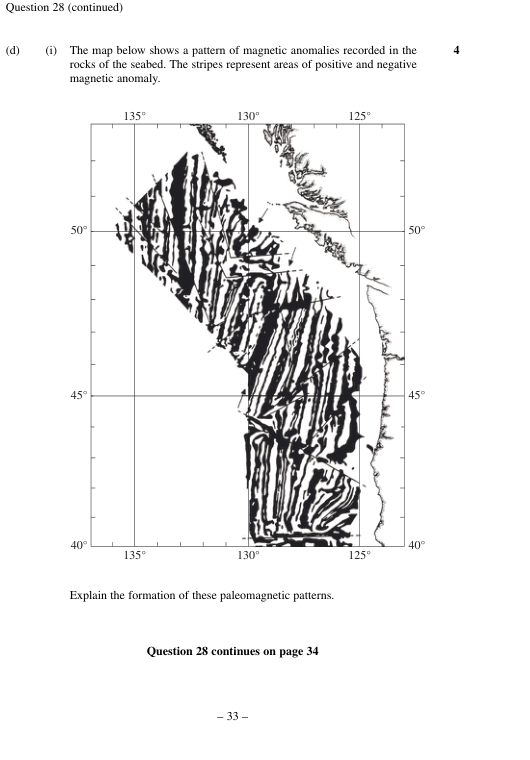 Question 28 (continued)
(d) (i) The map below shows a pattern of magnetic anomalies recorded in the 4
rocks of the seabed. The stripes represent areas of positive and negative
magnetic anomaly.
135° 130° 125°
50° 50°
45° 45°
40° 40°
135° 130° 125°
Explain the formation of these paleomagnetic patterns.
Question 28 continues on page 34
– 33 –